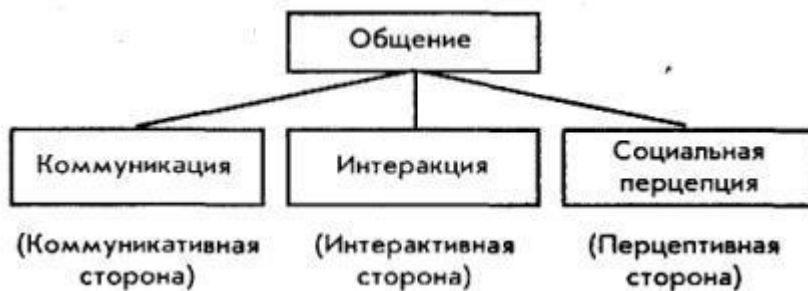 Общение
Коммуникация
Интеракция
Социальная
перцепция
(Коммуникативная
сторона)
(Интерактивная
сторона)
(Перцептивная
сторона)